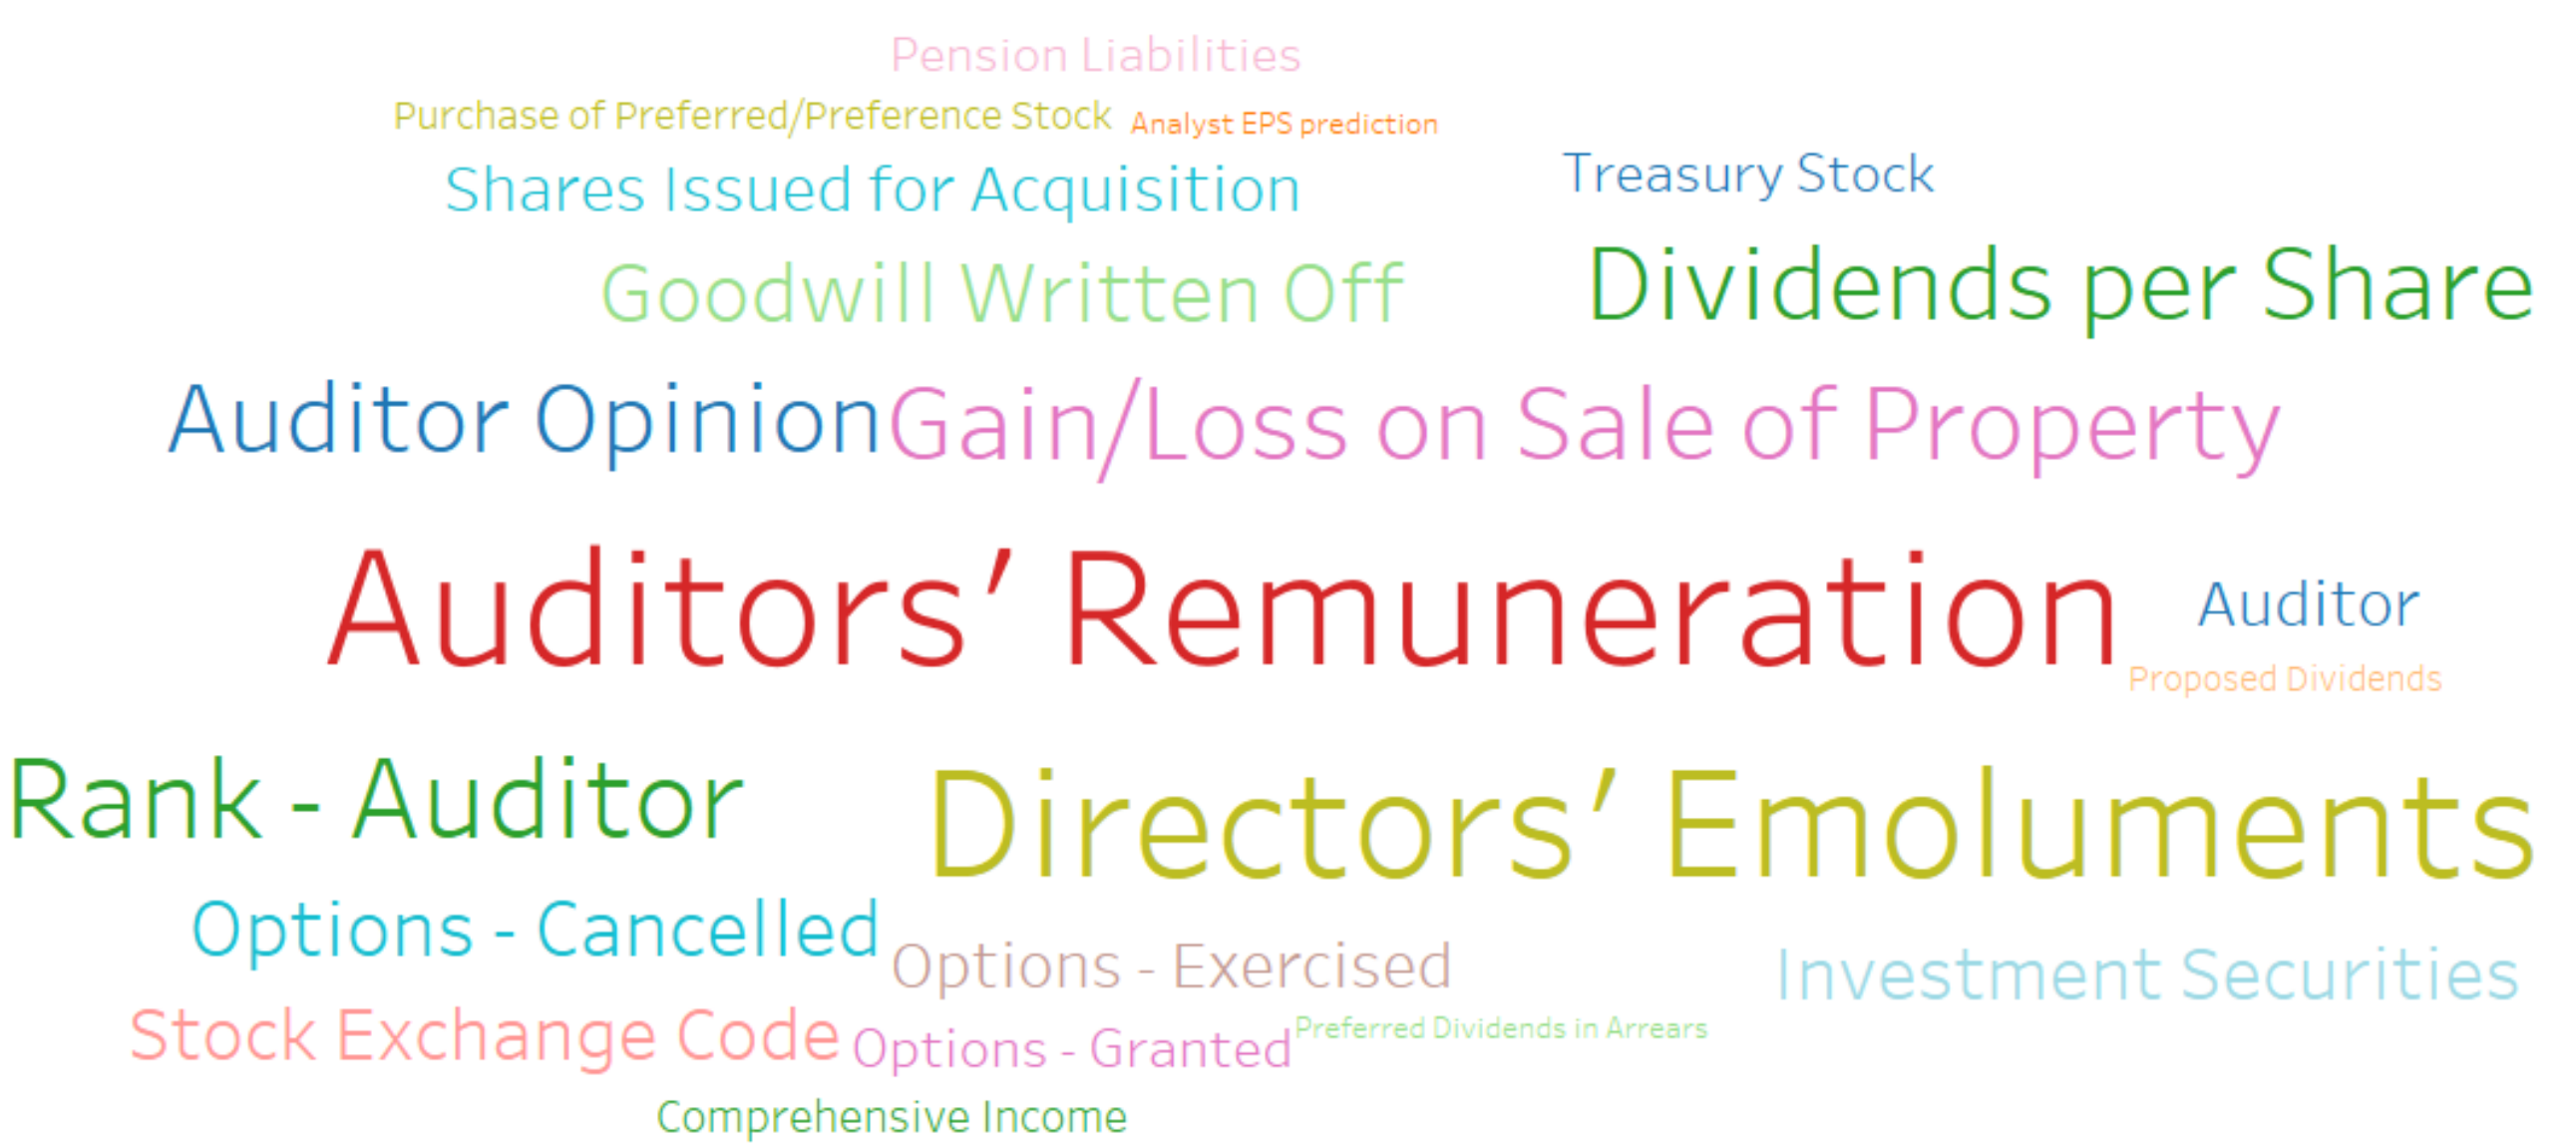 Pension Liabilities
Purchase of Preferred/Preference Stock
Analyst EPS prediction
Shares Issued for Acquisition
Treasury Stock
Goodwill Written Off
Dividends per Share
Auditor Opinion
Gain/Loss on Sale of Property
Auditors’ Remuneration
Auditor
Proposed Dividends
Rank - Auditor
Directors’ Emoluments
Options - Cancelled
Options - Exercised
Investment Securities
Stock Exchange Code
Options - Granted
Preferred Dividends in Arrears
Comprehensive Income